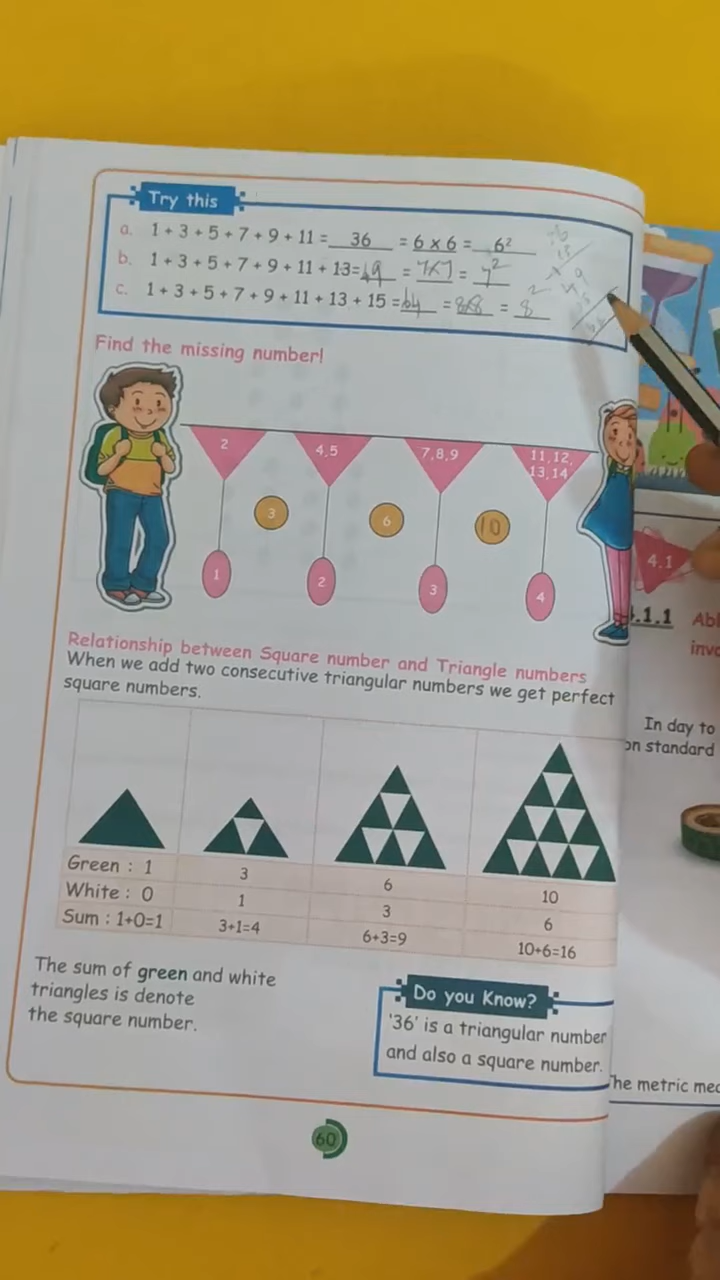 Try this
a. 1 + 3 + 5 + 7 + 9 + 11 = 36 = 6 × 6 = 6²
b. 1 + 3 + 5 + 7 + 9 + 11 + 13 = 49 = 7×7 = 7²
c. 1 + 3 + 5 + 7 + 9 + 11 + 13 + 15 = 64 = 8×8 = 8²
Find the missing number!
2
4,5
7,8,9
11,12,
13,14
3
6
10
1
2
3
4
Relationship between Square number and Triangle numbers
When we add two consecutive triangular numbers we get perfect
square numbers.
Green : 1 3 6 10
White : 0 1 3 6
Sum : 1+0=1 3+1=4 6+3=9 10+6=16
The sum of green and white
triangles is denote
the square number.
Do you Know?
'36' is a triangular number
and also a square number.
60
4.1
.1.1
In day to
on standard
The metric